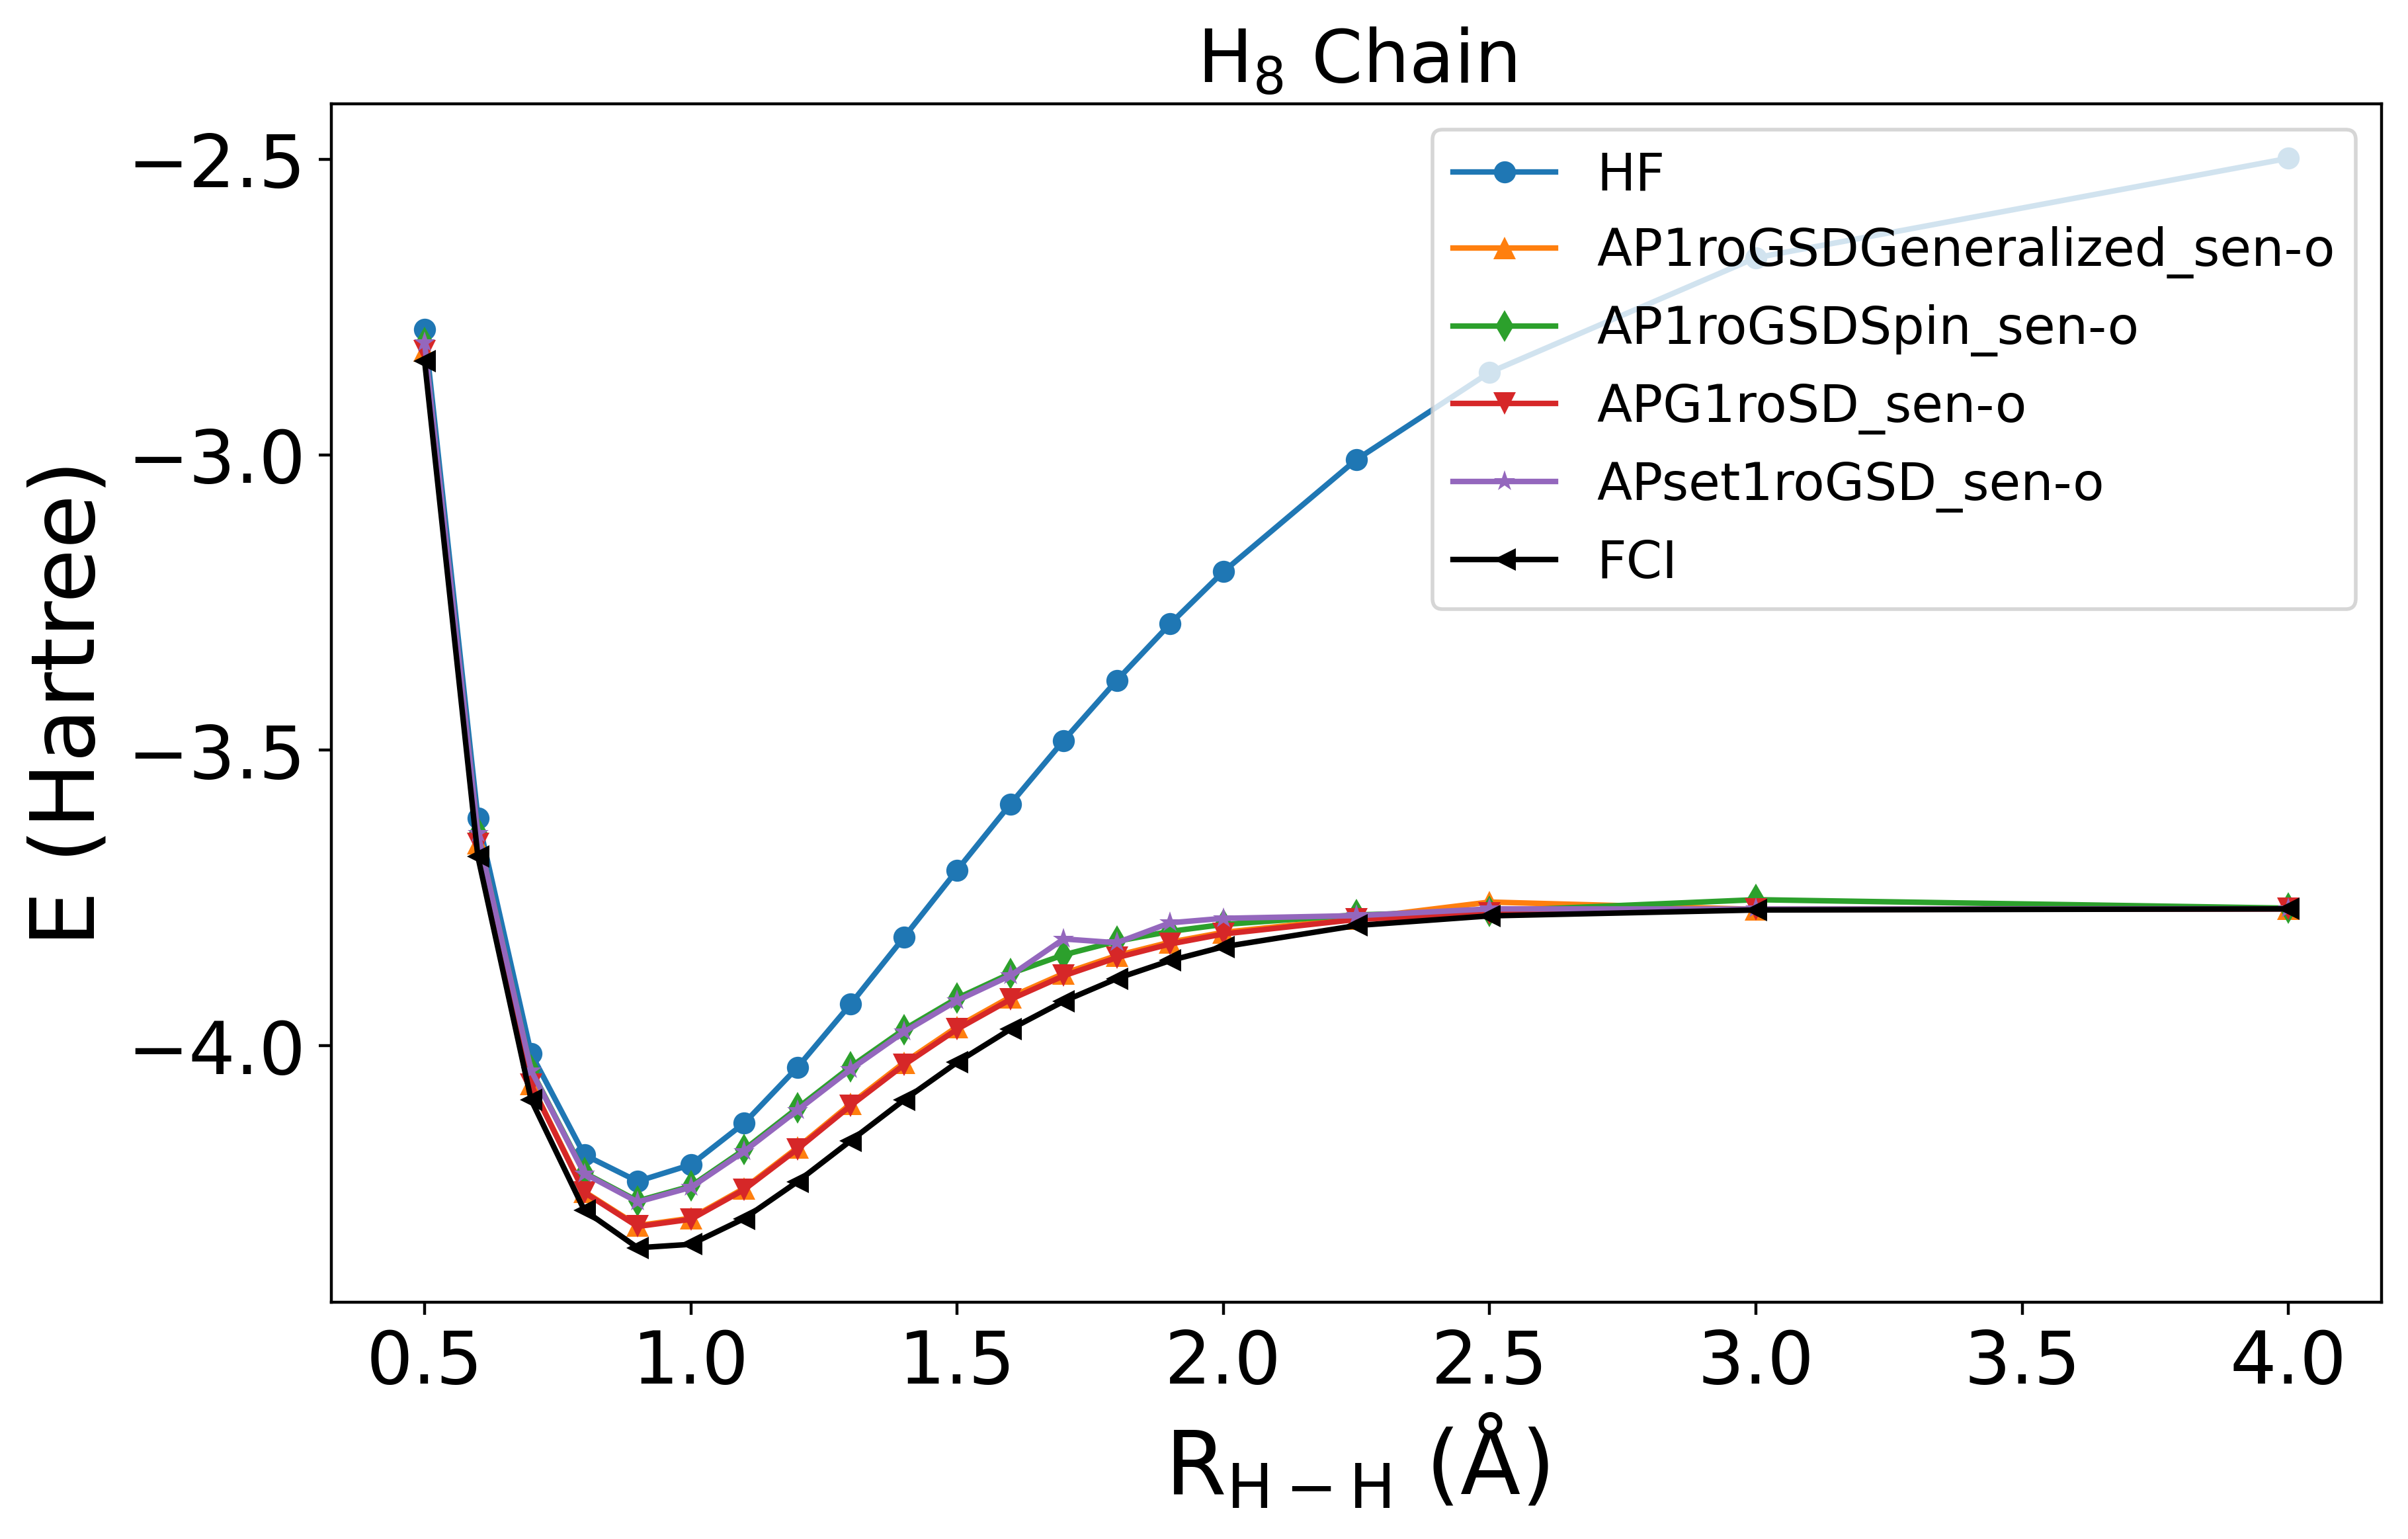 H₈ Chain
E (Hartree)
−2.5
−3.0
−3.5
−4.0
HF
AP1roGSDGeneralized_sen-o
AP1roGSDSpin_sen-o
APG1roSD_sen-o
APset1roGSD_sen-o
FCI
0.5 1.0 1.5 2.0 2.5 3.0 3.5 4.0
R_H − H (Å)